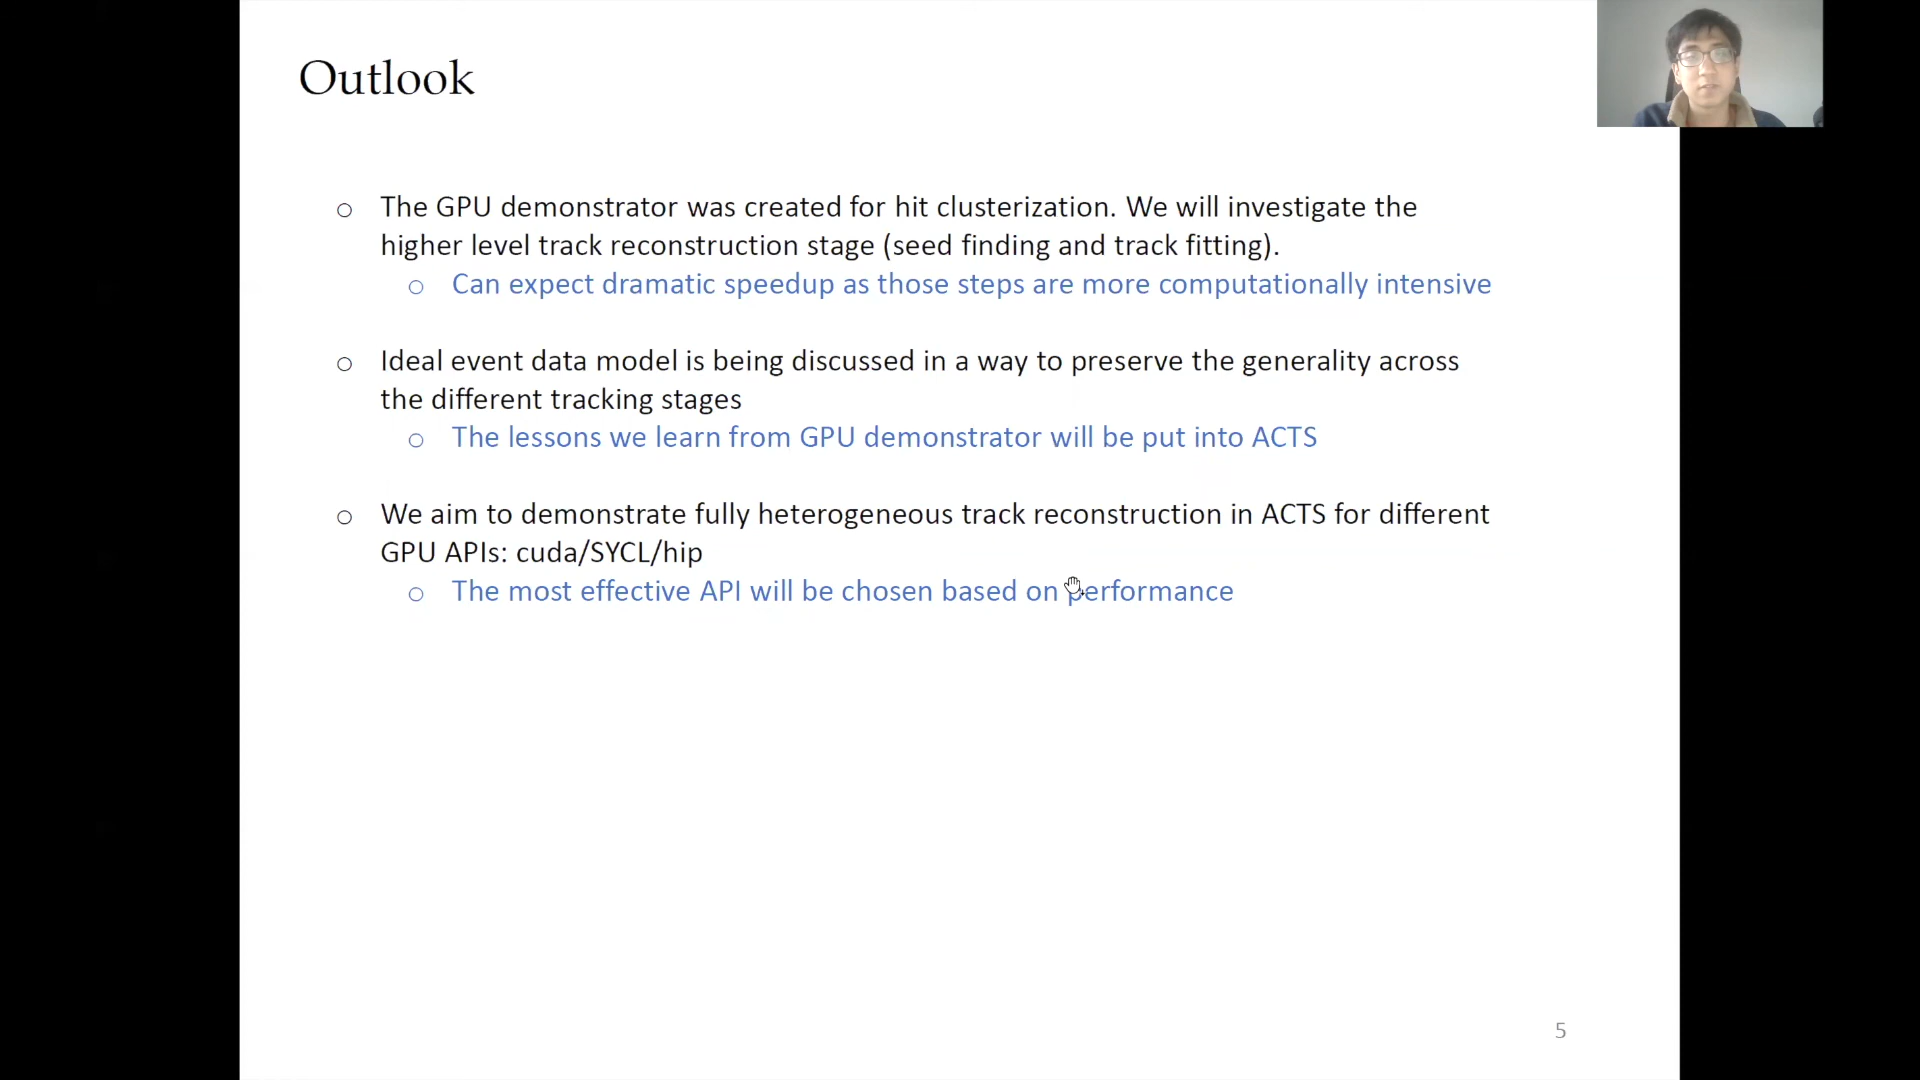 Outlook
○ The GPU demonstrator was created for hit clusterization. We will investigate the
higher level track reconstruction stage (seed finding and track fitting).
○ Can expect dramatic speedup as those steps are more computationally intensive
○ Ideal event data model is being discussed in a way to preserve the generality across
the different tracking stages
○ The lessons we learn from GPU demonstrator will be put into ACTS
○ We aim to demonstrate fully heterogeneous track reconstruction in ACTS for different
GPU APIs: cuda/SYCL/hip
○ The most effective API will be chosen based on performance
5